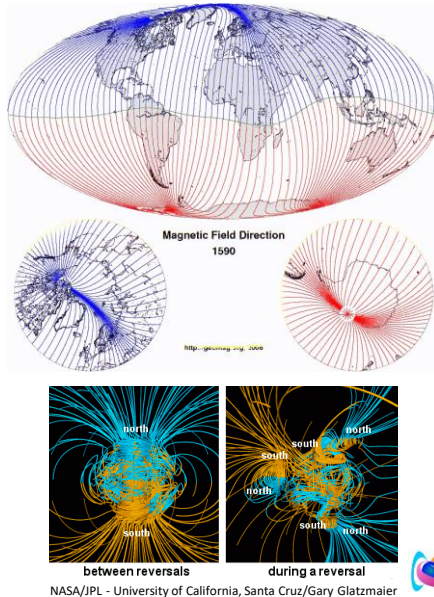 Magnetic Field Direction
1590
north
south
north
south
south
north
south
north
between reversals
during a reversal
NASA/JPL - University of California, Santa Cruz/Gary Glatzmaier